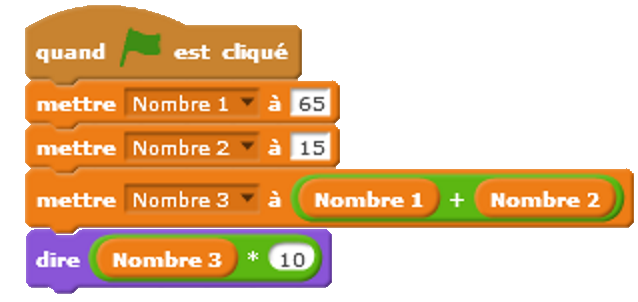 quand est cliqué
mettre Nombre 1 à 65
mettre Nombre 2 à 15
mettre Nombre 3 à Nombre 1 + Nombre 2
dire Nombre 3 * 10